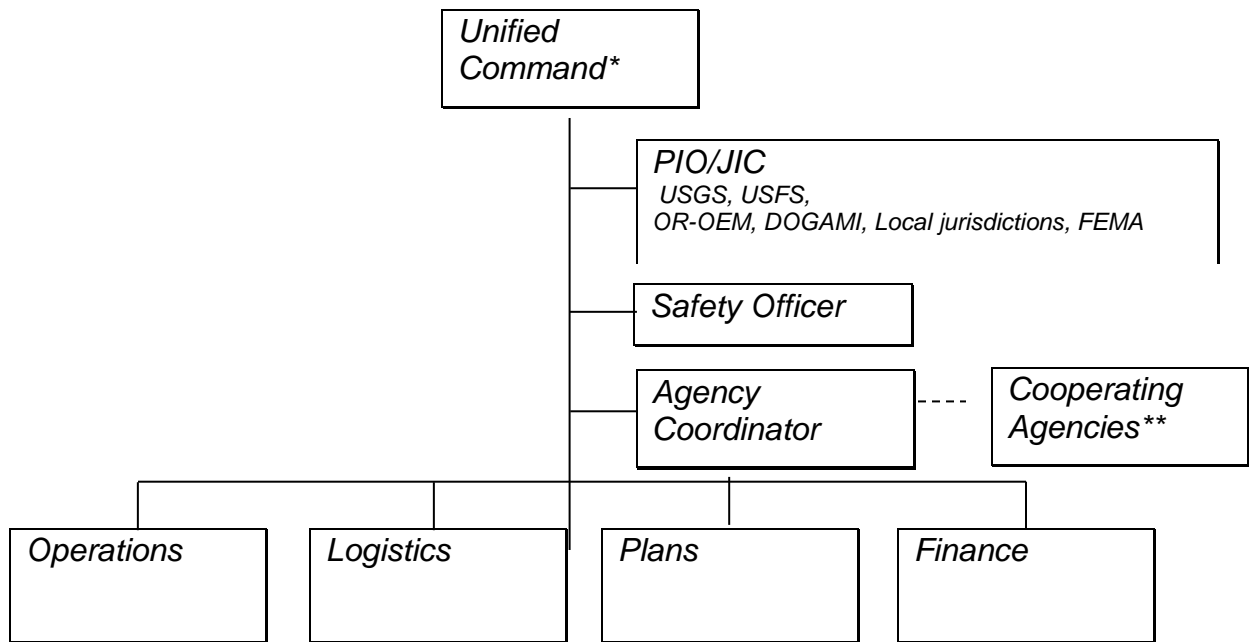 Unified
Command*
PIO/JIC
USGS, USFS,
OR-OEM, DOGAMI, Local jurisdictions, FEMA
Safety Officer
Agency
Coordinator
Cooperating
Agencies**
Operations
Logistics
Plans
Finance